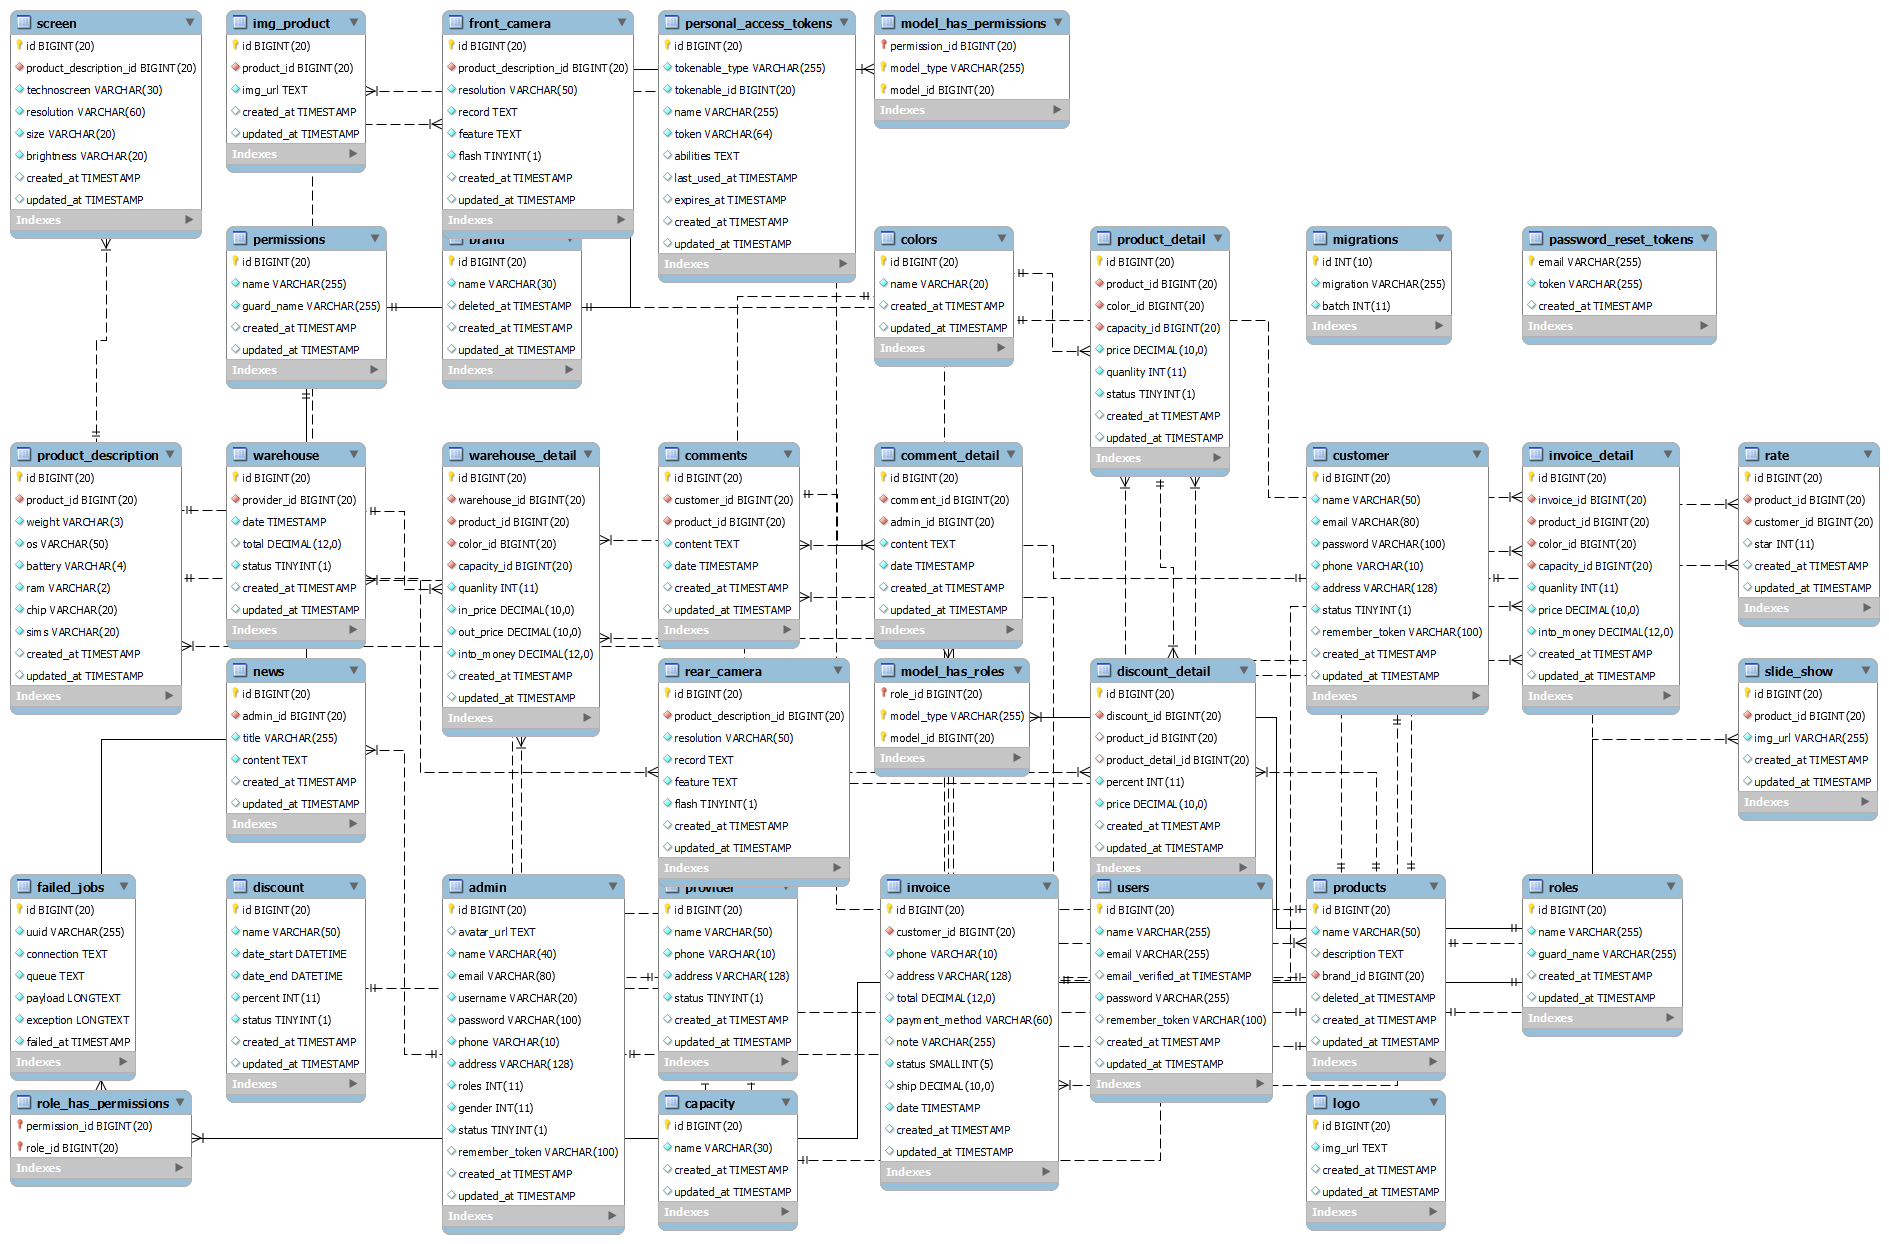 screen
id BIGINT(20)
product_description_id BIGINT(20)
technoscreen VARCHAR(30)
resolution VARCHAR(60)
size VARCHAR(20)
brightness VARCHAR(20)
created_at TIMESTAMP
updated_at TIMESTAMP
Indexes
img_product
id BIGINT(20)
product_id BIGINT(20)
img_url TEXT
created_at TIMESTAMP
updated_at TIMESTAMP
Indexes
front_camera
id BIGINT(20)
product_description_id BIGINT(20)
resolution VARCHAR(50)
record TEXT
feature TEXT
flash TINYINT(1)
created_at TIMESTAMP
updated_at TIMESTAMP
Indexes
personal_access_tokens
id BIGINT(20)
tokenable_type VARCHAR(255)
tokenable_id BIGINT(20)
name VARCHAR(255)
token VARCHAR(64)
abilities TEXT
last_used_at TIMESTAMP
expires_at TIMESTAMP
created_at TIMESTAMP
updated_at TIMESTAMP
Indexes
model_has_permissions
permission_id BIGINT(20)
model_type VARCHAR(255)
model_id BIGINT(20)
Indexes
permissions
id BIGINT(20)
name VARCHAR(255)
guard_name VARCHAR(255)
created_at TIMESTAMP
updated_at TIMESTAMP
Indexes
brand
id BIGINT(20)
name VARCHAR(30)
deleted_at TIMESTAMP
created_at TIMESTAMP
updated_at TIMESTAMP
Indexes
colors
id BIGINT(20)
name VARCHAR(20)
created_at TIMESTAMP
updated_at TIMESTAMP
Indexes
product_detail
id BIGINT(20)
product_id BIGINT(20)
color_id BIGINT(20)
capacity_id BIGINT(20)
price DECIMAL(10,0)
quanlity INT(11)
status TINYINT(1)
created_at TIMESTAMP
updated_at TIMESTAMP
Indexes
migrations
id INT(10)
migration VARCHAR(255)
batch INT(11)
Indexes
password_reset_tokens
email VARCHAR(255)
token VARCHAR(255)
created_at TIMESTAMP
Indexes
product_description
id BIGINT(20)
product_id BIGINT(20)
weight VARCHAR(3)
os VARCHAR(50)
battery VARCHAR(4)
ram VARCHAR(2)
chip VARCHAR(20)
sims VARCHAR(20)
created_at TIMESTAMP
updated_at TIMESTAMP
Indexes
warehouse
id BIGINT(20)
provider_id BIGINT(20)
date TIMESTAMP
total DECIMAL(12,0)
status TINYINT(1)
created_at TIMESTAMP
updated_at TIMESTAMP
Indexes
warehouse_detail
id BIGINT(20)
warehouse_id BIGINT(20)
product_id BIGINT(20)
color_id BIGINT(20)
capacity_id BIGINT(20)
quanlity INT(11)
in_price DECIMAL(10,0)
out_price DECIMAL(10,0)
into_money DECIMAL(12,0)
created_at TIMESTAMP
updated_at TIMESTAMP
Indexes
comments
id BIGINT(20)
customer_id BIGINT(20)
product_id BIGINT(20)
content TEXT
date TIMESTAMP
created_at TIMESTAMP
updated_at TIMESTAMP
Indexes
comment_detail
id BIGINT(20)
comment_id BIGINT(20)
admin_id BIGINT(20)
content TEXT
date TIMESTAMP
created_at TIMESTAMP
updated_at TIMESTAMP
Indexes
customer
id BIGINT(20)
name VARCHAR(50)
email VARCHAR(80)
password VARCHAR(100)
phone VARCHAR(10)
address VARCHAR(128)
status TINYINT(1)
remember_token VARCHAR(100)
created_at TIMESTAMP
updated_at TIMESTAMP
Indexes
invoice_detail
id BIGINT(20)
invoice_id BIGINT(20)
product_id BIGINT(20)
color_id BIGINT(20)
capacity_id BIGINT(20)
quanlity INT(11)
price DECIMAL(10,0)
into_money DECIMAL(12,0)
created_at TIMESTAMP
updated_at TIMESTAMP
Indexes
rate
id BIGINT(20)
product_id BIGINT(20)
customer_id BIGINT(20)
star INT(11)
created_at TIMESTAMP
updated_at TIMESTAMP
Indexes
news
id BIGINT(20)
admin_id BIGINT(20)
title VARCHAR(255)
content TEXT
created_at TIMESTAMP
updated_at TIMESTAMP
Indexes
rear_camera
id BIGINT(20)
product_description_id BIGINT(20)
resolution VARCHAR(50)
record TEXT
feature TEXT
flash TINYINT(1)
created_at TIMESTAMP
updated_at TIMESTAMP
Indexes
model_has_roles
role_id BIGINT(20)
model_type VARCHAR(255)
model_id BIGINT(20)
Indexes
discount_detail
id BIGINT(20)
discount_id BIGINT(20)
product_id BIGINT(20)
product_detail_id BIGINT(20)
percent INT(11)
price DECIMAL(10,0)
created_at TIMESTAMP
updated_at TIMESTAMP
Indexes
slide_show
id BIGINT(20)
product_id BIGINT(20)
img_url VARCHAR(255)
created_at TIMESTAMP
updated_at TIMESTAMP
Indexes
failed_jobs
id BIGINT(20)
uuid VARCHAR(255)
connection TEXT
queue TEXT
payload LONGTEXT
exception LONGTEXT
failed_at TIMESTAMP
Indexes
discount
id BIGINT(20)
name VARCHAR(50)
date_start DATETIME
date_end DATETIME
percent INT(11)
status TINYINT(1)
created_at TIMESTAMP
updated_at TIMESTAMP
Indexes
admin
id BIGINT(20)
avatar_url TEXT
name VARCHAR(40)
email VARCHAR(80)
username VARCHAR(20)
password VARCHAR(100)
phone VARCHAR(10)
address VARCHAR(128)
roles INT(11)
gender INT(11)
status TINYINT(1)
remember_token VARCHAR(100)
created_at TIMESTAMP
updated_at TIMESTAMP
Indexes
provider
id BIGINT(20)
name VARCHAR(50)
phone VARCHAR(10)
address VARCHAR(128)
status TINYINT(1)
created_at TIMESTAMP
updated_at TIMESTAMP
Indexes
invoice
id BIGINT(20)
customer_id BIGINT(20)
phone VARCHAR(10)
address VARCHAR(128)
total DECIMAL(12,0)
payment_method VARCHAR(60)
note VARCHAR(255)
status SMALLINT(5)
ship DECIMAL(10,0)
date TIMESTAMP
created_at TIMESTAMP
updated_at TIMESTAMP
Indexes
users
id BIGINT(20)
name VARCHAR(255)
email VARCHAR(255)
email_verified_at TIMESTAMP
password VARCHAR(255)
remember_token VARCHAR(100)
created_at TIMESTAMP
updated_at TIMESTAMP
Indexes
products
id BIGINT(20)
name VARCHAR(50)
description TEXT
brand_id BIGINT(20)
deleted_at TIMESTAMP
created_at TIMESTAMP
updated_at TIMESTAMP
Indexes
roles
id BIGINT(20)
name VARCHAR(255)
guard_name VARCHAR(255)
created_at TIMESTAMP
updated_at TIMESTAMP
Indexes
role_has_permissions
permission_id BIGINT(20)
role_id BIGINT(20)
Indexes
capacity
id BIGINT(20)
name VARCHAR(30)
created_at TIMESTAMP
updated_at TIMESTAMP
Indexes
logo
id BIGINT(20)
img_url TEXT
created_at TIMESTAMP
updated_at TIMESTAMP
Indexes